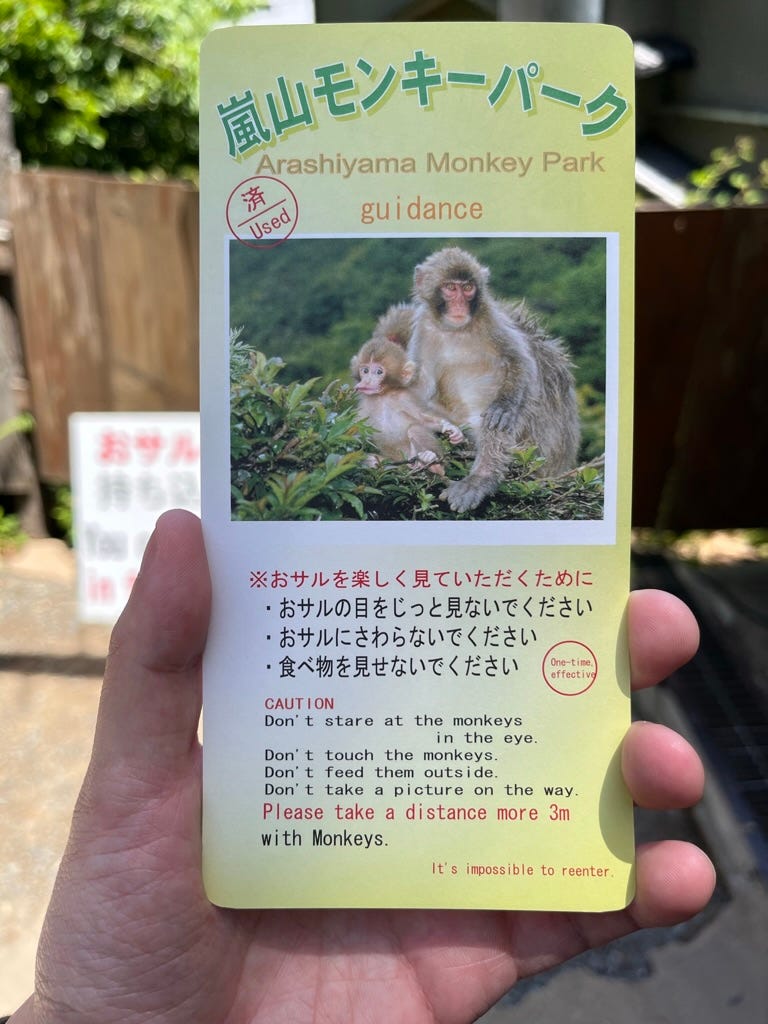 嵐山モンキーパーク
Arashiyama Monkey Park
済
Used
guidance
おサル
持ち込
You
in
※おサルを楽しく見ていただくために
・おサルの目をじっと見ないでください
・おサルにさわらないでください
・食べ物を見せないでください
One-time,
effective
CAUTION
Don't stare at the monkeys
in the eye.
Don't touch the monkeys.
Don't feed them outside.
Don't take a picture on the way.
Please take a distance more 3m
with Monkeys.
It's impossible to reenter.